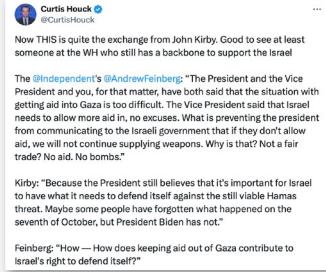 Curtis Houck
@CurtisHouck
Now THIS is quite the exchange from John Kirby. Good to see at least
someone at the WH who still has a backbone to support the Israel
The @Independent's @AndrewFeinberg: "The President and the Vice
President and you, for that matter, have both said that the situation with
getting aid into Gaza is too difficult. The Vice President said that Israel
needs to allow more aid in, no excuses. What is preventing the president
from communicating to the Israeli government that if they don't allow
aid, we will not continue supplying weapons. Why is that? Not a fair
trade? No aid. No bombs."
Kirby: "Because the President still believes that it's important for Israel
to have what it needs to defend itself against the still viable Hamas
threat. Maybe some people have forgotten what happened on the
seventh of October, but President Biden has not."
Feinberg: "How — How does keeping aid out of Gaza contribute to
Israel's right to defend itself?"